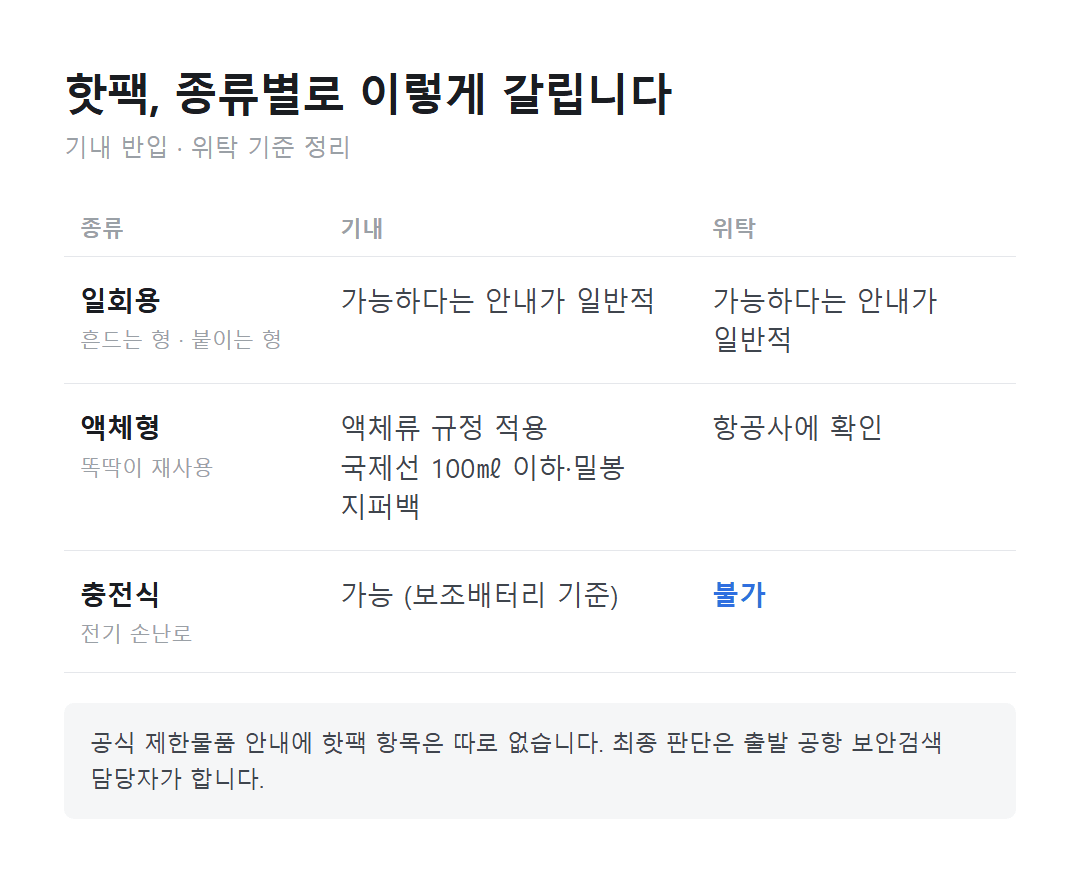 핫팩, 종류별로 이렇게 갈립니다
기내 반입 · 위탁 기준 정리
종류 기내 위탁
일회용 가능하다는 안내가 일반적 가능하다는 안내가
흔드는 형 · 붙이는 형 일반적
액체형 액체류 규정 적용 항공사에 확인
똑딱이 재사용 국제선 100㎖ 이하·밀봉
지퍼백
충전식 가능 (보조배터리 기준) 불가
전기 손난로
공식 제한물품 안내에 핫팩 항목은 따로 없습니다. 최종 판단은 출발 공항 보안검색
담당자가 합니다.